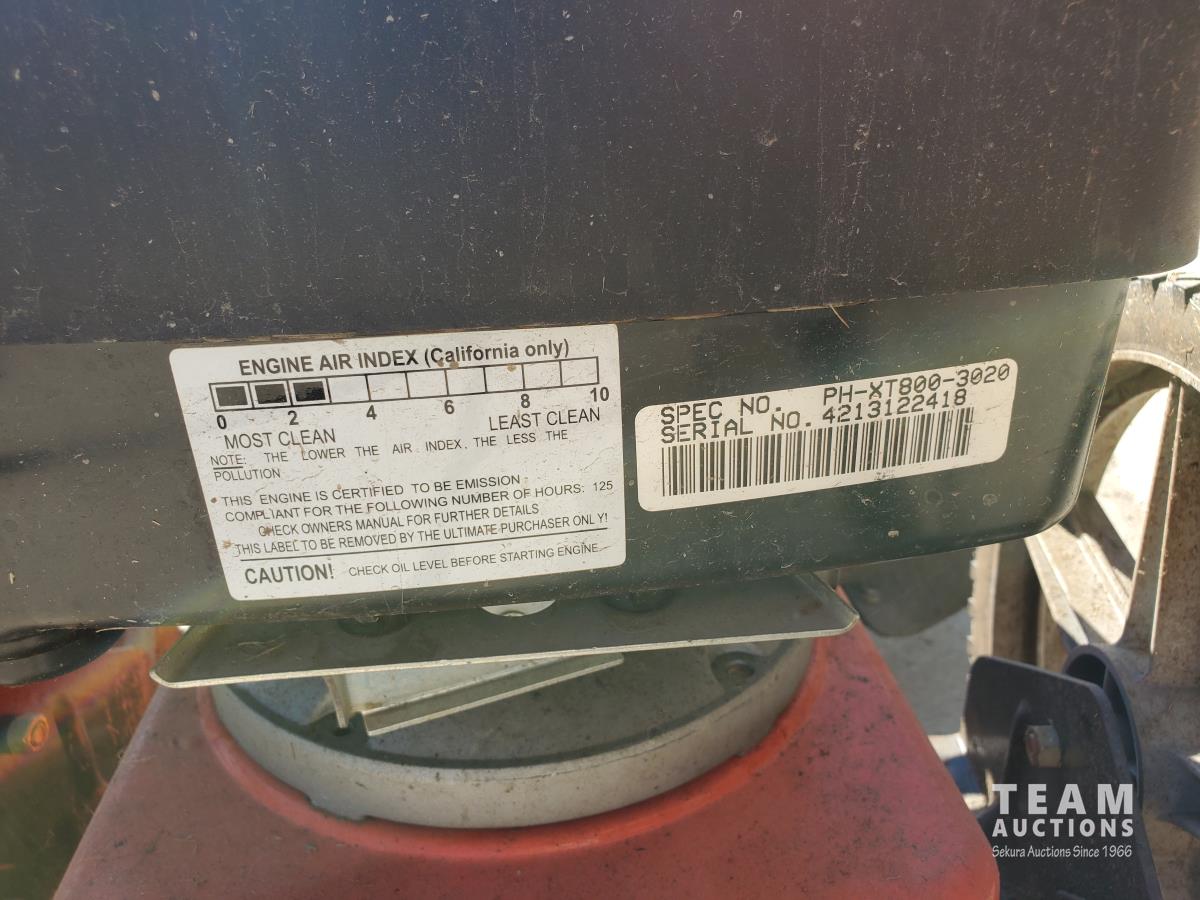 ENGINE AIR INDEX (California only)
0 2 4 6 8 10
MOST CLEAN LEAST CLEAN
NOTE: THE LOWER THE AIR INDEX, THE LESS THE
POLLUTION
THIS ENGINE IS CERTIFIED TO BE EMISSION
COMPLIANT FOR THE FOLLOWING NUMBER OF HOURS: 125
CHECK OWNERS MANUAL FOR FURTHER DETAILS
THIS LABEL TO BE REMOVED BY THE ULTIMATE PURCHASER ONLY!
CAUTION! CHECK OIL LEVEL BEFORE STARTING ENGINE
SPEC NO. PH-XT800-3020
SERIAL NO. 4213122418
TEAM
AUCTIONS
Sekura Auctions Since 1966